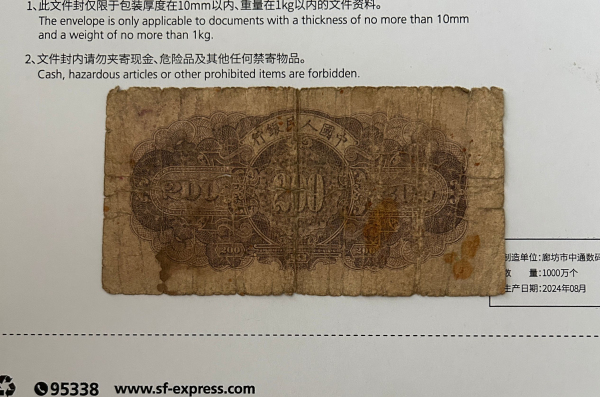 1、此文件封仅限于包装厚度在10mm以内、重量在1kg以内的文件资料。
The envelope is only applicable to documents with a thickness of no more than 10mm
and a weight of no more than 1kg.
2、文件封内请勿夹寄现金、危险品及其他任何禁寄物品。
Cash, hazardous articles or other prohibited items are forbidden.
行銀民人國中
200
200
200
200
制造单位：廊坊市中通数码
数 量：1000万个
生产日期：2024年08月
95338 www.sf-express.com